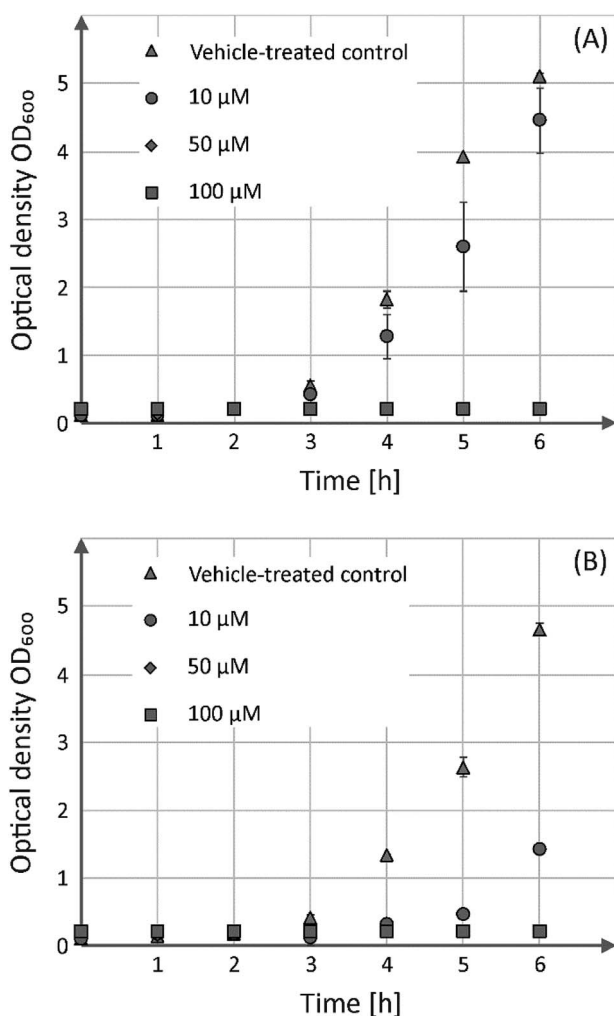 (A)
Vehicle-treated control
10 µM
50 µM
100 µM
Optical density OD₆₀₀
5
4
3
2
1
0
1 2 3 4 5 6
Time [h]
(B)
Vehicle-treated control
10 µM
50 µM
100 µM
Optical density OD₆₀₀
5
4
3
2
1
0
1 2 3 4 5 6
Time [h]